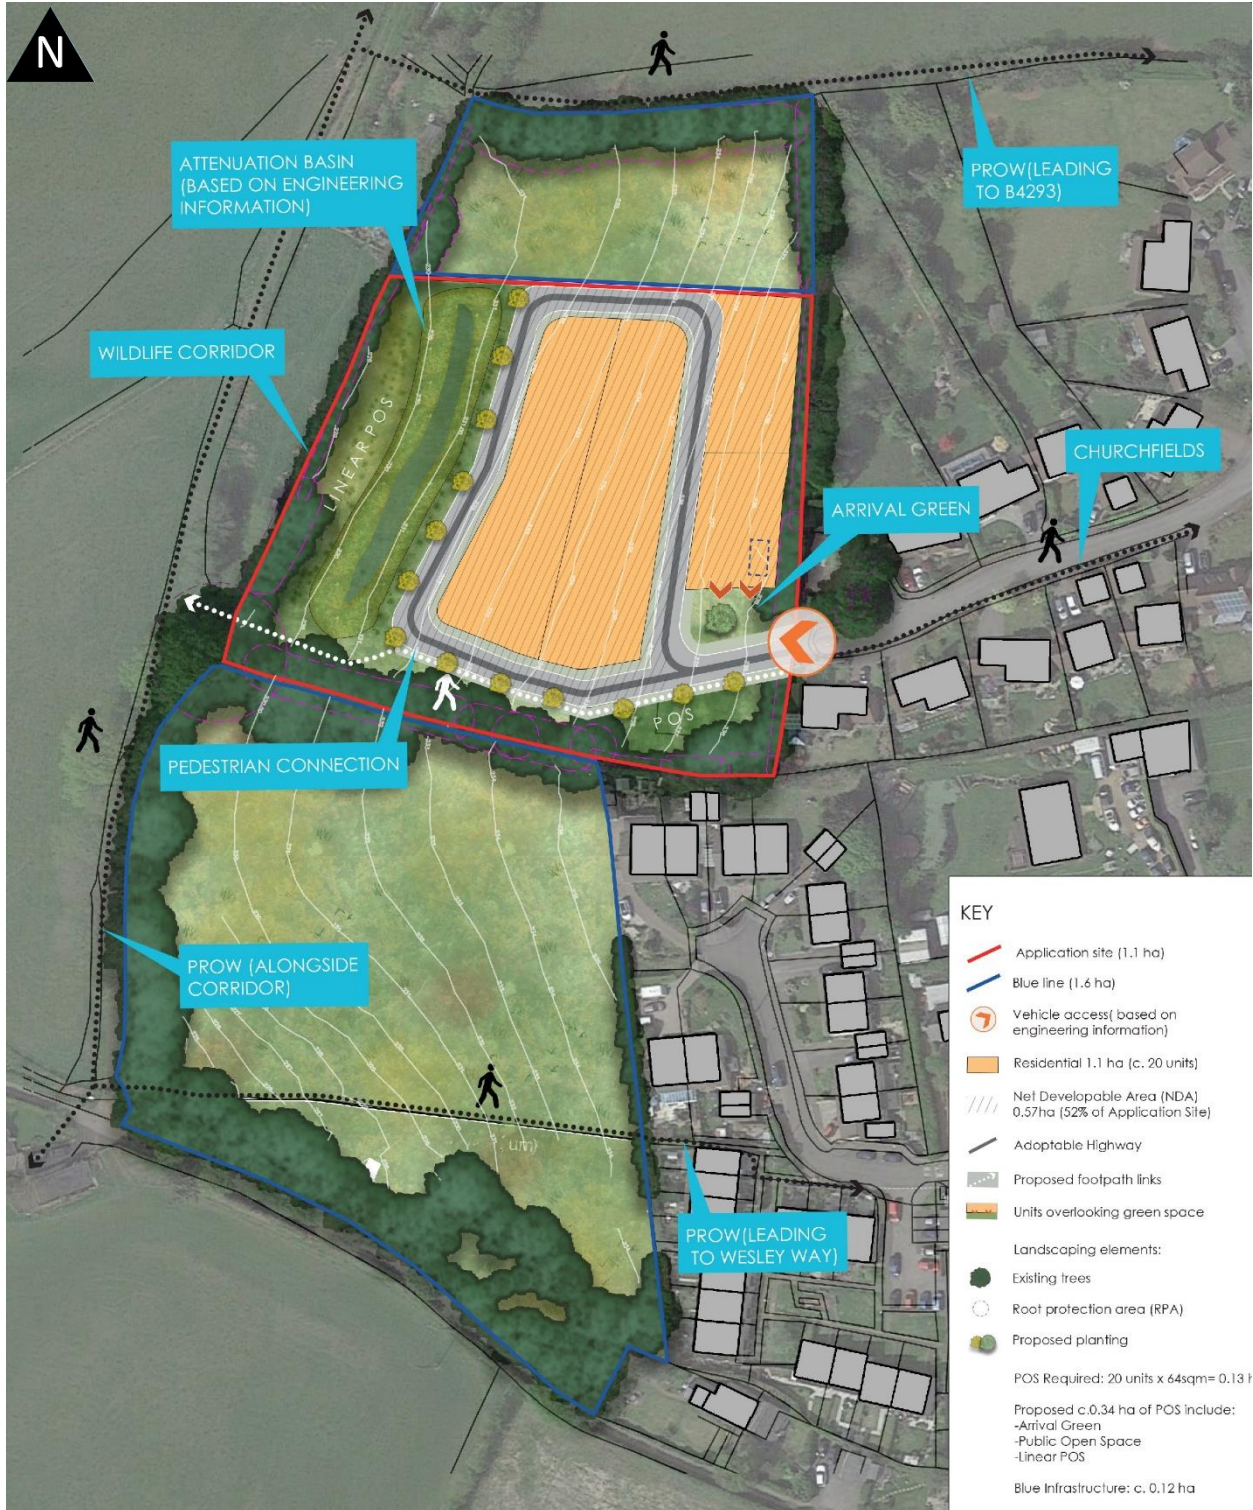 N
ATTENUATION BASIN
(BASED ON ENGINEERING
INFORMATION)
PROW(LEADING
TO B4293)
WILDLIFE CORRIDOR
LINEAR POS
CHURCHFIELDS
ARRIVAL GREEN
POS
PEDESTRIAN CONNECTION
PROW (ALONGSIDE
CORRIDOR)
PROW(LEADING
TO WESLEY WAY)
KEY
Application site (1.1 ha)
Blue line (1.6 ha)
Vehicle access( based on
engineering information)
Residential 1.1 ha (c. 20 units)
Net Developable Area (NDA)
0.57ha (52% of Application Site)
Adoptable Highway
Proposed footpath links
Units overlooking green space
Landscaping elements:
Existing trees
Root protection area (RPA)
Proposed planting
POS Required: 20 units x 64sqm= 0.13 h
Proposed c.0.34 ha of POS include:
-Arrival Green
-Public Open Space
-Linear POS
Blue Infrastructure: c. 0.12 ha